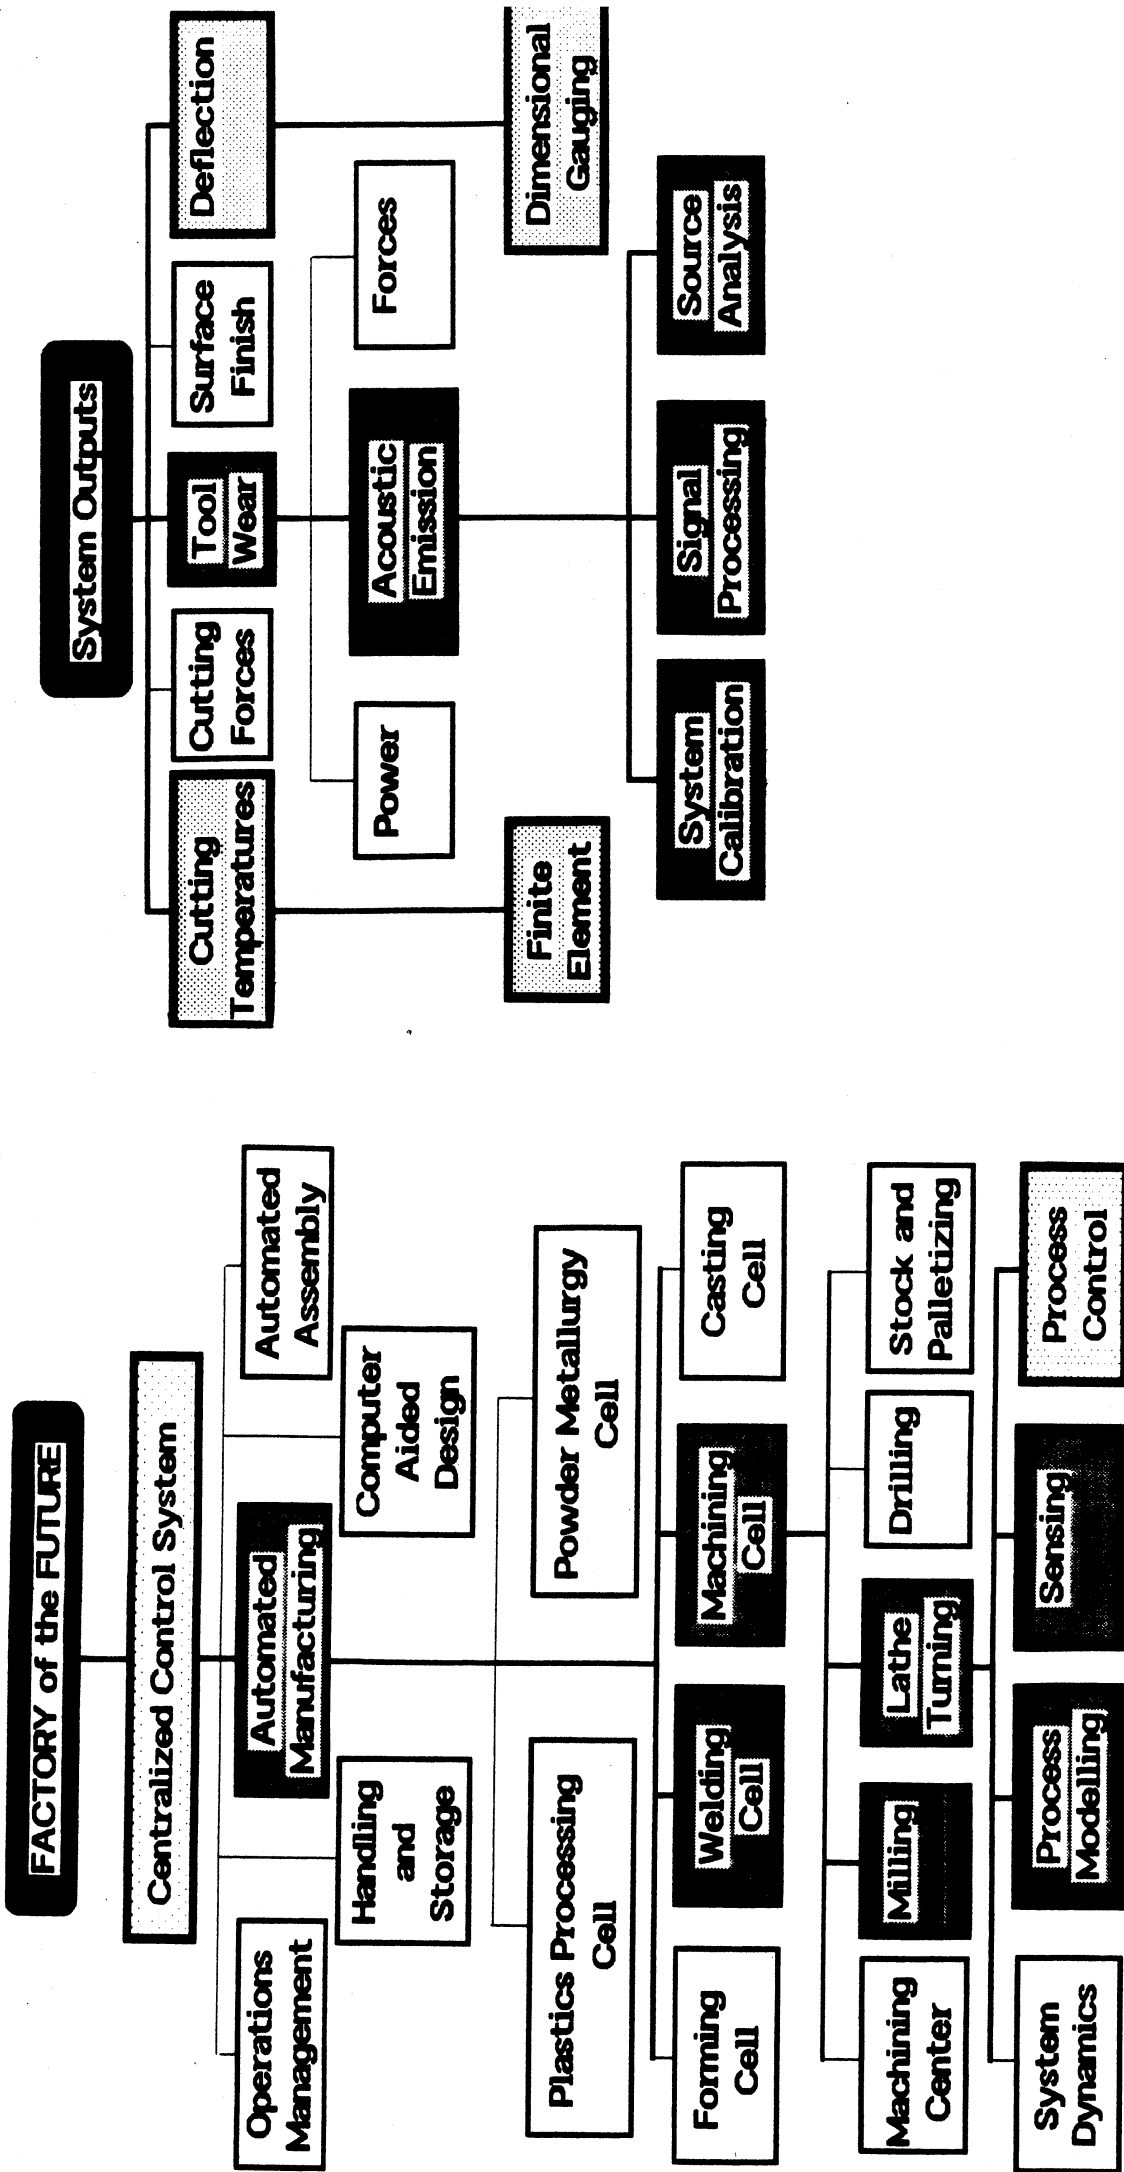 FACTORY of the FUTURE
Centralized Control System
Operations
Management
Handling
and
Storage
Automated
Manufacturing
Computer
Aided
Design
Automated
Assembly
Plastics Processing
Cell
Powder Metallurgy
Cell
Forming
Cell
Welding
Cell
Machining
Cell
Casting
Cell
Machining
Center
Milling
Lathe
Turning
Drilling
Stock and
Palletizing
System
Dynamics
Process
Modelling
Sensing
Process
Control
System Outputs
Cutting
Temperatures
Cutting
Forces
Tool
Wear
Surface
Finish
Deflection
Power
Acoustic
Emission
Forces
Finite
Element
Dimensional
Gauging
System
Calibration
Signal
Processing
Source
Analysis